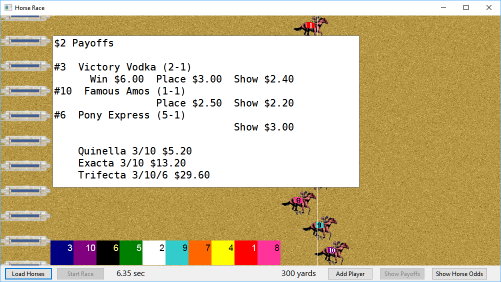 Horse Race
$2 Payoffs
#3 Victory Vodka (2-1)
Win $6.00 Place $3.00 Show $2.40
#10 Famous Amos (1-1)
Place $2.50 Show $2.20
#6 Pony Express (5-1)
Show $3.00
Quinella 3/10 $5.20
Exacta 3/10 $13.20
Trifecta 3/10/6 $29.60
3 10 6 5 2 9 7 4 1 8
Load Horses Start Race 6.35 sec 300 yards Add Player Show Payoffs Show Horse Odds